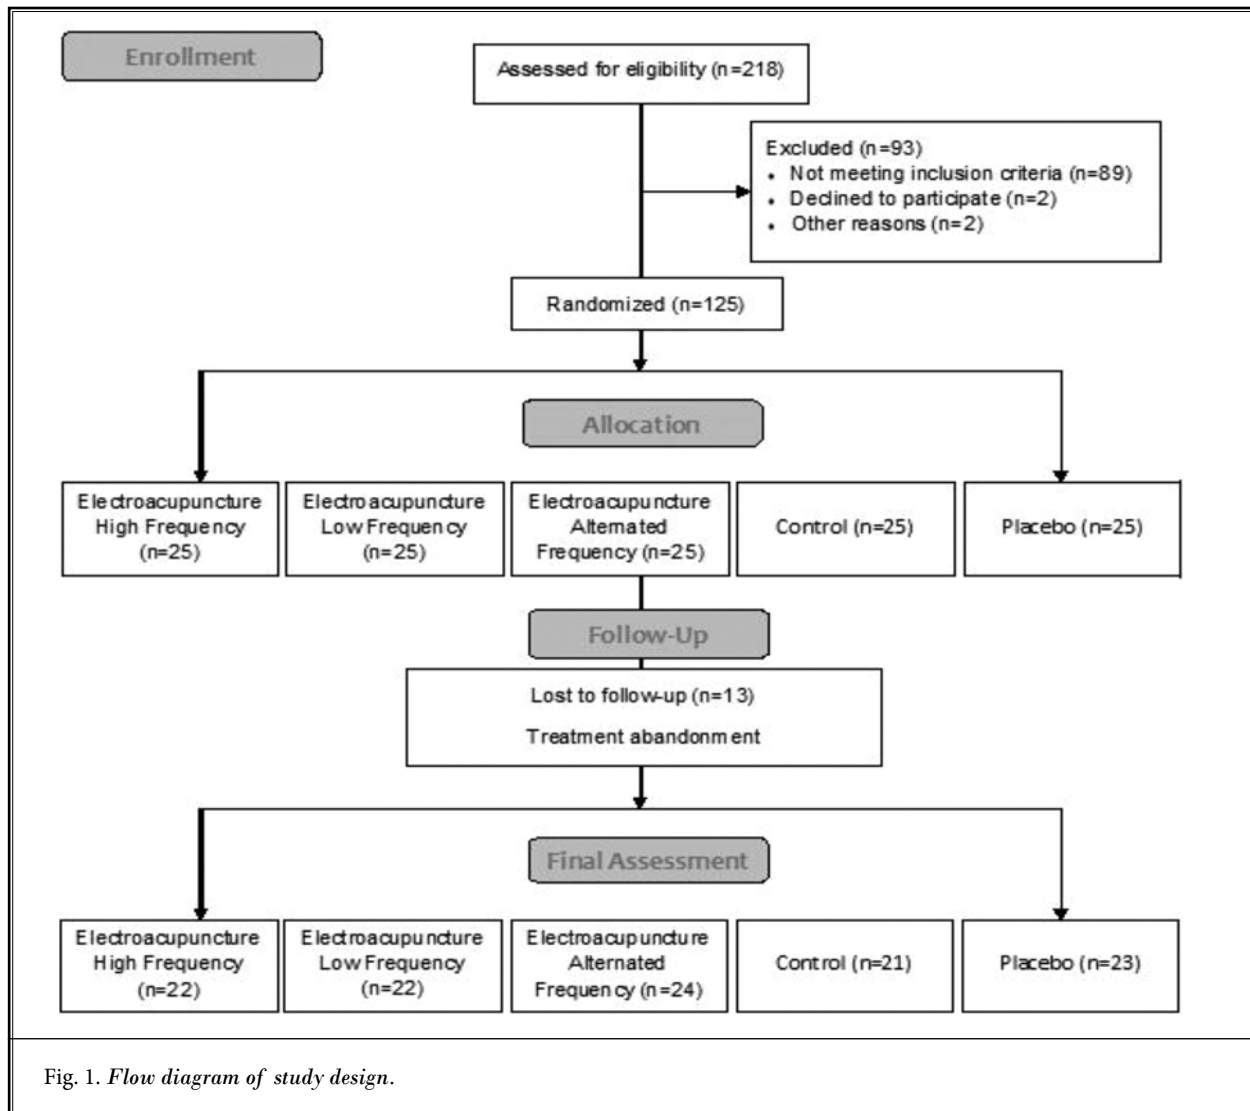 Enrollment
Assessed for eligibility (n=218)
Excluded (n=93)
• Not meeting inclusion criteria (n=89)
• Declined to participate (n=2)
• Other reasons (n=2)
Randomized (n=125)
Allocation
Electroacupuncture
High Frequency
(n=25)
Electroacupuncture
Low Frequency
(n=25)
Electroacupuncture
Alternated
Frequency (n=25)
Control (n=25)
Placebo (n=25)
Follow-Up
Lost to follow-up (n=13)
Treatment abandonment
Final Assessment
Electroacupuncture
High Frequency
(n=22)
Electroacupuncture
Low Frequency
(n=22)
Electroacupuncture
Alternated
Frequency (n=24)
Control (n=21)
Placebo (n=23)
Fig. 1. Flow diagram of study design.